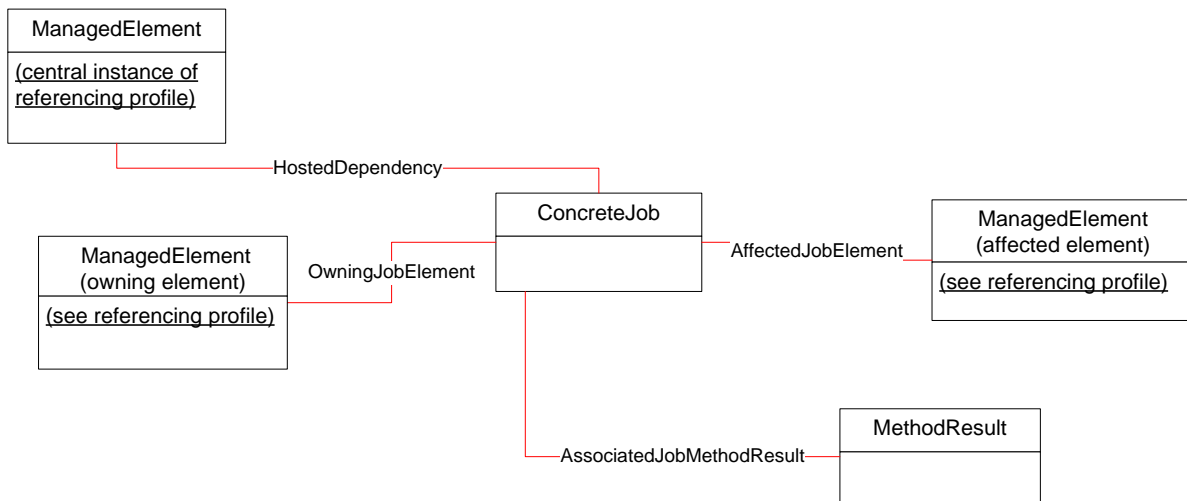 ManagedElement
(central instance of
referencing profile)
HostedDependency
ConcreteJob
ManagedElement
(affected element)
(see referencing profile)
AffectedJobElement
ManagedElement
(owning element)
(see referencing profile)
OwningJobElement
MethodResult
AssociatedJobMethodResult